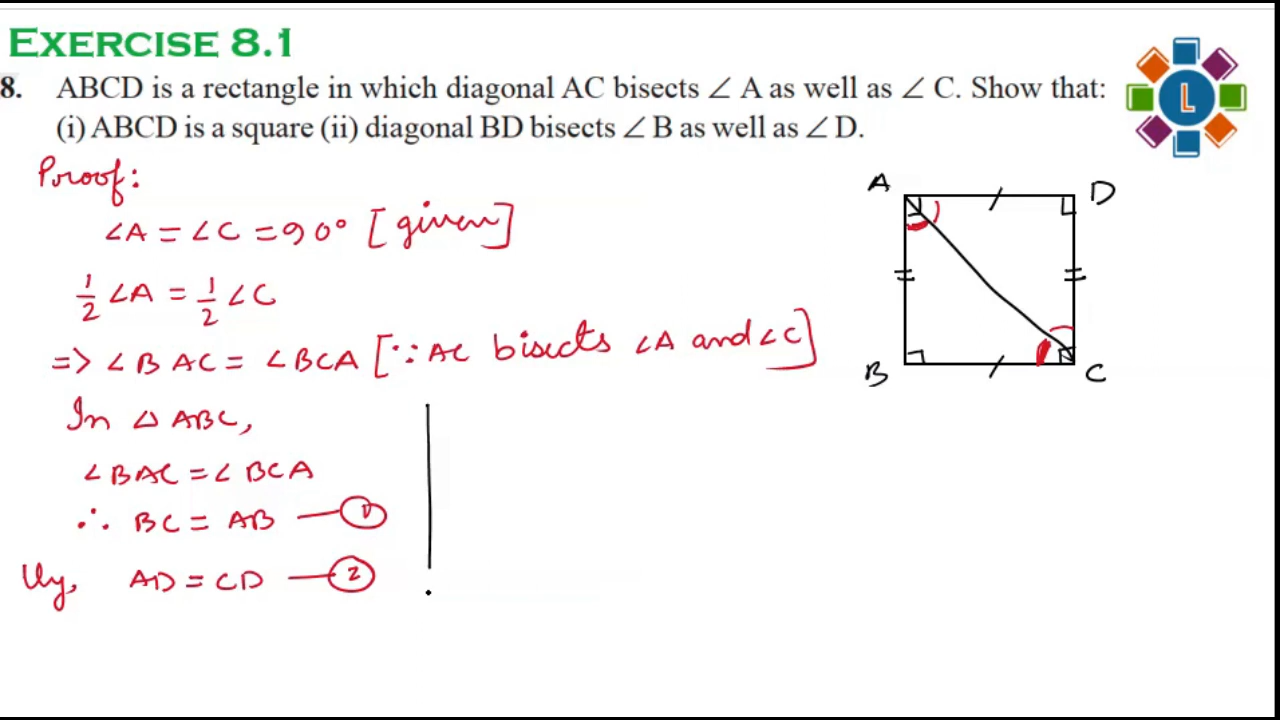 EXERCISE 8.1
8. ABCD is a rectangle in which diagonal AC bisects ∠ A as well as ∠ C. Show that:
(i) ABCD is a square (ii) diagonal BD bisects ∠ B as well as ∠ D.
L
Proof:
∠A = ∠C = 90° [given]
1/2 ∠A = 1/2 ∠C
=> ∠BAC = ∠BCA [∵ AC bisects ∠A and ∠C]
In △ ABC,
∠BAC = ∠BCA
∴ BC = AB — 1
lly, AD = CD — 2
A D
B C